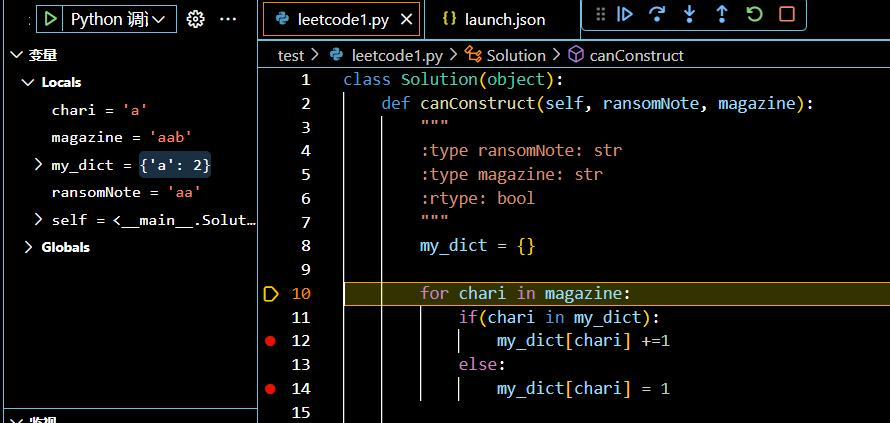 Python 调试
leetcode1.py
launch.json
变量
Locals
chari = 'a'
magazine = 'aab'
my_dict = {'a': 2}
ransomNote = 'aa'
self = <__main__.Solut…
Globals
监视
test > leetcode1.py > Solution > canConstruct
1 class Solution(object):
2 def canConstruct(self, ransomNote, magazine):
3 """
4 :type ransomNote: str
5 :type magazine: str
6 :rtype: bool
7 """
8 my_dict = {}
9
10 for chari in magazine:
11 if(chari in my_dict):
12 my_dict[chari] +=1
13 else:
14 my_dict[chari] = 1
15